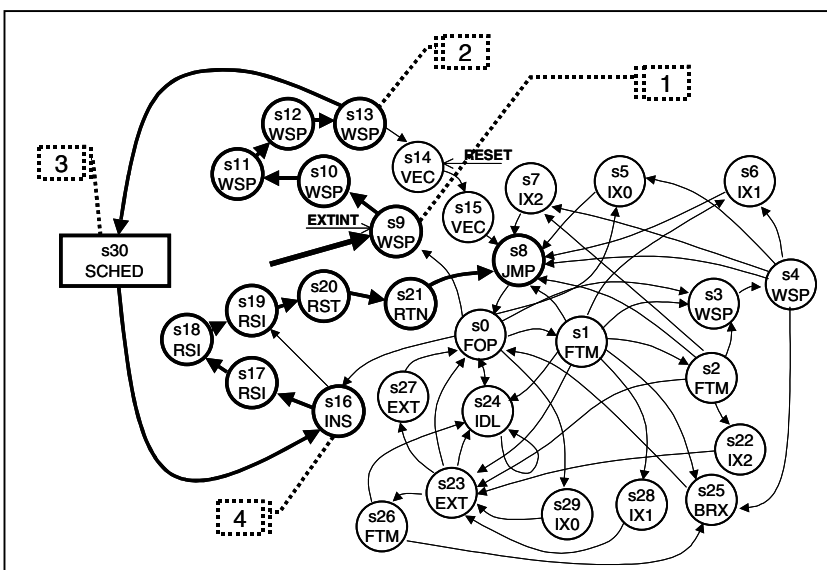 2
1
3
4
s12
WSP
s13
WSP
s11
WSP
s10
WSP
s14
VEC
RESET
s15
VEC
EXTINT
s9
WSP
s7
IX2
s5
IX0
s6
IX1
s8
JMP
s4
WSP
s30
SCHED
s20
RST
s21
RTN
s19
RSI
s18
RSI
s17
RSI
s16
INS
s0
FOP
s1
FTM
s3
WSP
s2
FTM
s27
EXT
s24
IDL
s22
IX2
s23
EXT
s26
FTM
s29
IX0
s28
IX1
s25
BRX